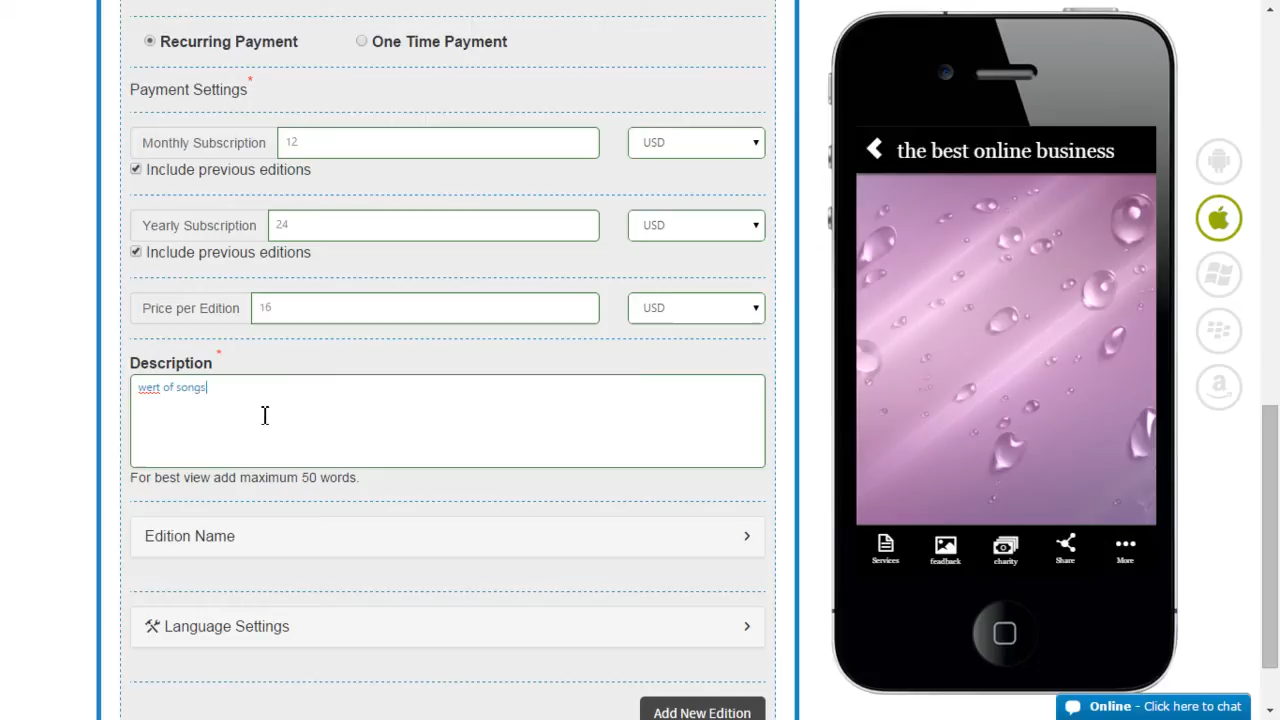 Recurring Payment One Time Payment
Payment Settings*
Monthly Subscription 12 USD
Include previous editions
Yearly Subscription 24 USD
Include previous editions
Price per Edition 16 USD
Description *
wert of songs
For best view add maximum 50 words.
Edition Name
Language Settings
Add New Edition
the best online business
Services feadback charity Share More
Online - Click here to chat